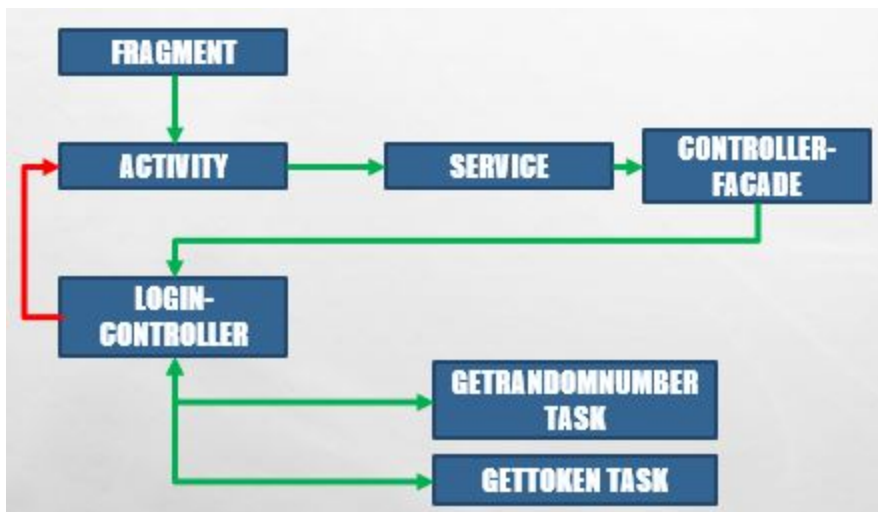 FRAGMENT
ACTIVITY
SERVICE
CONTROLLER-
FACADE
LOGIN-
CONTROLLER
GETRANDOMNUMBER
TASK
GETTOKEN TASK